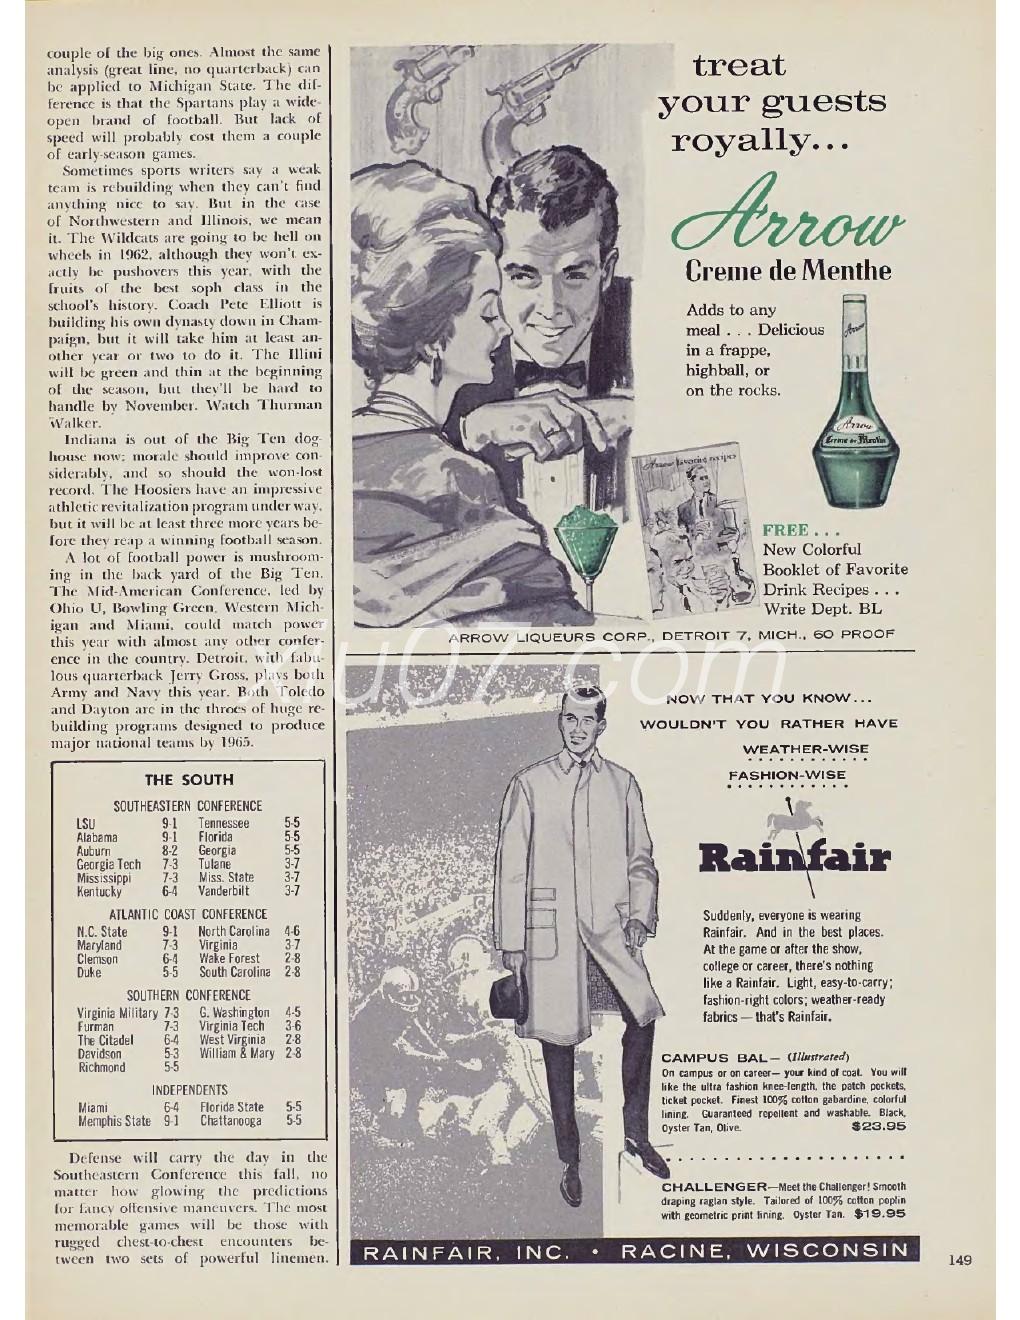 couple of the big ones. Almost the same
analysis (great line, no quarterback) can
be applied to Michigan State. The dif-
ference is that the Spartans play a wide-
open brand of football. But lack of
speed will probably cost them a couple
of early-season games.
Sometimes sports writers say a weak
team is rebuilding when they can't find
anything nice to say. But in the case
of Northwestern and Illinois, we mean
it. The Wildcats are going to be hell on
wheels in 1962, although they won't ex-
actly be pushovers this year, with the
fruits of the best soph class in the
school's history. Coach Pete Elliott is
building his own dynasty down in Cham-
paign, but it will take him at least an-
other year or two to do it. The Illini
will be green and thin at the beginning
of the season, but they'll be hard to
handle by November. Watch Thurman
Walker.
Indiana is out of the Big Ten dog-
house now; morale should improve con-
siderably, and so should the won-lost
record. The Hoosiers have an impressive
athletic revitalization program under way,
but it will be at least three more years be-
fore they reap a winning football season.
A lot of football power is mushroom-
ing in the back yard of the Big Ten.
The Mid-American Conference, led by
Ohio U, Bowling Green, Western Mich-
igan and Miami, could match power
this year with almost any other confer-
ence in the country. Detroit, with fabu-
lous quarterback Jerry Gross, plays both
Army and Navy this year. Both Toledo
and Dayton are in the throes of huge re-
building programs designed to produce
major national teams by 1965.
THE SOUTH
SOUTHEASTERN CONFERENCE
LSU 9-1 Tennessee 5-5
Alabama 9-1 Florida 5-5
Auburn 8-2 Georgia 5-5
Georgia Tech 7-3 Tulane 3-7
Mississippi 7-3 Miss. State 3-7
Kentucky 6-4 Vanderbilt 3-7
ATLANTIC COAST CONFERENCE
N.C. State 9-1 North Carolina 4-6
Maryland 7-3 Virginia 3-7
Clemson 6-4 Wake Forest 2-8
Duke 5-5 South Carolina 2-8
SOUTHERN CONFERENCE
Virginia Military 7-3 G. Washington 4-5
Furman 7-3 Virginia Tech 3-6
The Citadel 6-4 West Virginia 2-8
Davidson 5-3 William & Mary 2-8
Richmond 5-5
INDEPENDENTS
Miami 6-4 Florida State 5-5
Memphis State 9-1 Chattanooga 5-5
Defense will carry the day in the
Southeastern Conference this fall, no
matter how glowing the predictions
for fancy offensive maneuvers. The most
memorable games will be those with
rugged chest-to-chest encounters be-
tween two sets of powerful linemen.
treat
your guests
royally...
Arrow
Creme de Menthe
Adds to any
meal . . . Delicious
in a frappe,
highball, or
on the rocks.
Arrow
Arrow
Creme de Menthe
Arrow favorite recipes
FREE . . .
New Colorful
Booklet of Favorite
Drink Recipes . . .
Write Dept. BL
ARROW LIQUEURS CORP., DETROIT 7, MICH., 60 PROOF
xiu07.com
NOW THAT YOU KNOW...
WOULDN'T YOU RATHER HAVE
WEATHER-WISE
FASHION-WISE
Rainfair
Suddenly, everyone is wearing
Rainfair. And in the best places.
At the game or after the show,
college or career, there's nothing
like a Rainfair. Light, easy-to-carry;
fashion-right colors; weather-ready
fabrics — that's Rainfair.
CAMPUS BAL— (Illustrated)
On campus or on career— your kind of coat. You will
like the ultra fashion knee-length, the patch pockets,
ticket pocket. Finest 100% cotton gabardine, colorful
lining. Guaranteed repellent and washable. Black,
Oyster Tan, Olive. $23.95
CHALLENGER—Meet the Challenger! Smooth
draping raglan style. Tailored of 100% cotton poplin
with geometric print lining. Oyster Tan. $19.95
RAINFAIR, INC. • RACINE, WISCONSIN
149